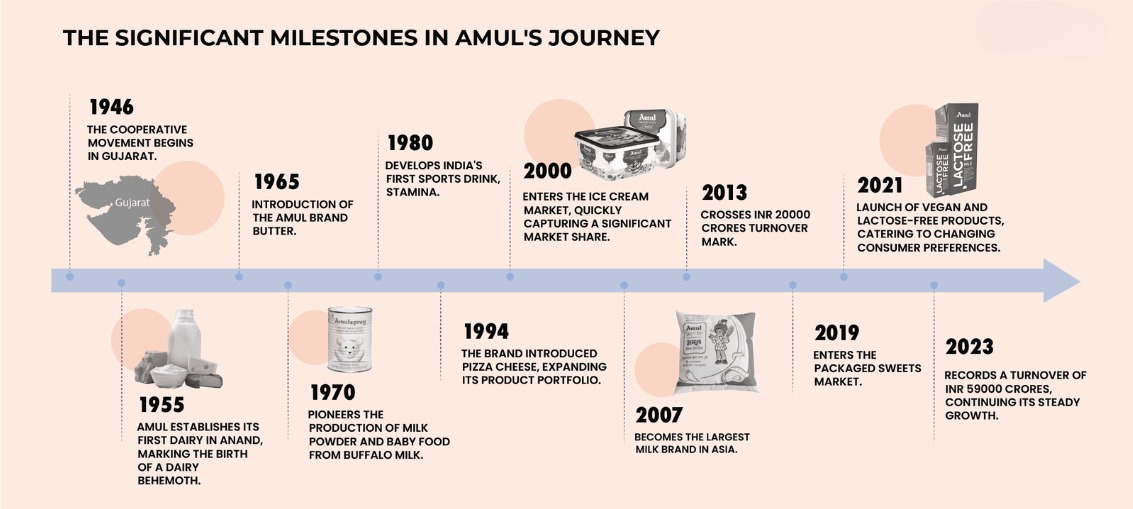 THE SIGNIFICANT MILESTONES IN AMUL'S JOURNEY
1946
THE COOPERATIVE
MOVEMENT BEGINS
IN GUJARAT.
Gujarat
1955
AMUL ESTABLISHES ITS
FIRST DAIRY IN ANAND,
MARKING THE BIRTH
OF A DAIRY
BEHEMOTH.
1965
INTRODUCTION OF
THE AMUL BRAND
BUTTER.
Amulspray
1970
PIONEERS THE
PRODUCTION OF MILK
POWDER AND BABY FOOD
FROM BUFFALO MILK.
1980
DEVELOPS INDIA'S
FIRST SPORTS DRINK,
STAMINA.
1994
THE BRAND INTRODUCED
PIZZA CHEESE, EXPANDING
ITS PRODUCT PORTFOLIO.
Amul
2000
ENTERS THE ICE CREAM
MARKET, QUICKLY
CAPTURING A SIGNIFICANT
MARKET SHARE.
Amul
2007
BECOMES THE LARGEST
MILK BRAND IN ASIA.
2013
CROSSES INR 20000
CRORES TURNOVER
MARK.
2019
ENTERS THE
PACKAGED SWEETS
MARKET.
Amul
LACTOSE
FREE
LACTOSE
FREE
2021
LAUNCH OF VEGAN AND
LACTOSE-FREE PRODUCTS,
CATERING TO CHANGING
CONSUMER PREFERENCES.
2023
RECORDS A TURNOVER OF
INR 59000 CRORES,
CONTINUING ITS STEADY
GROWTH.